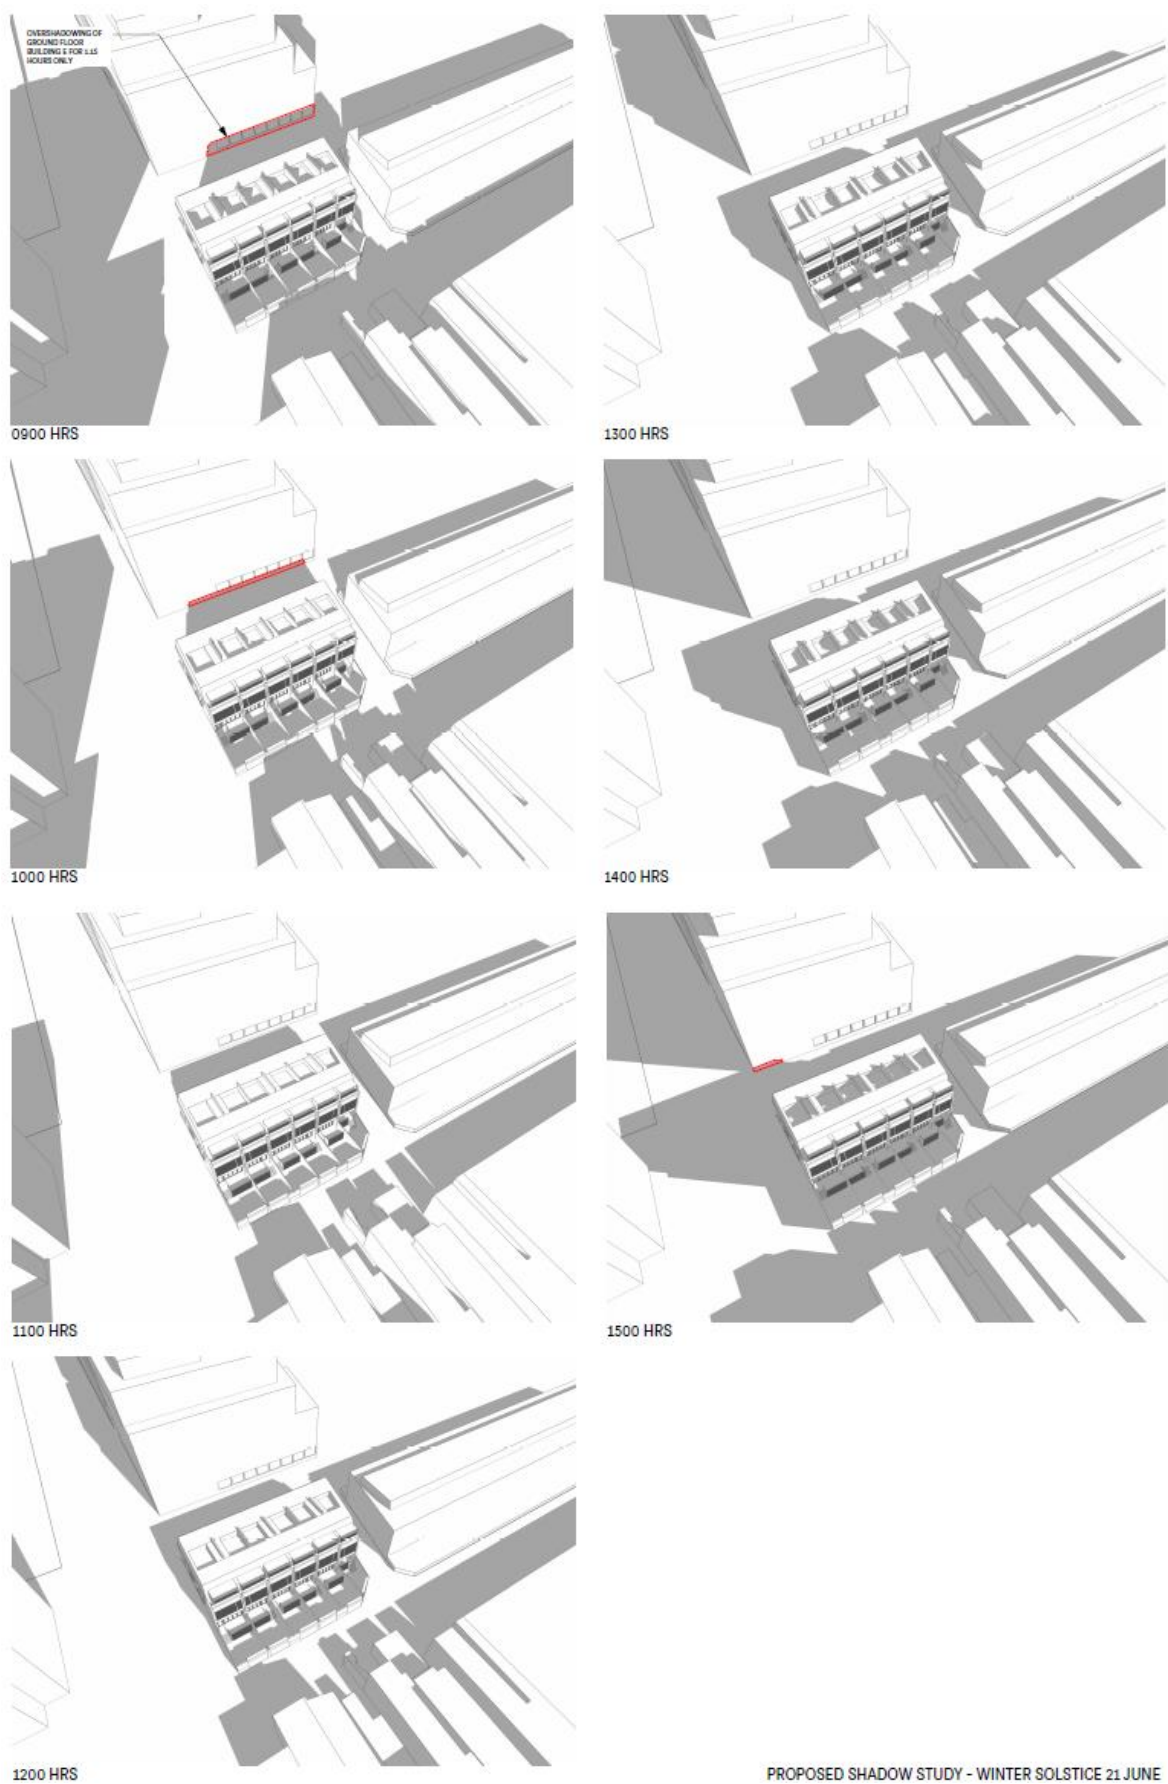 OVERSHADOWING OF
GROUND FLOOR
BUILDING E FOR 1.15
HOURS ONLY
0900 HRS
1300 HRS
1000 HRS
1400 HRS
1100 HRS
1500 HRS
1200 HRS
PROPOSED SHADOW STUDY - WINTER SOLSTICE 21 JUNE